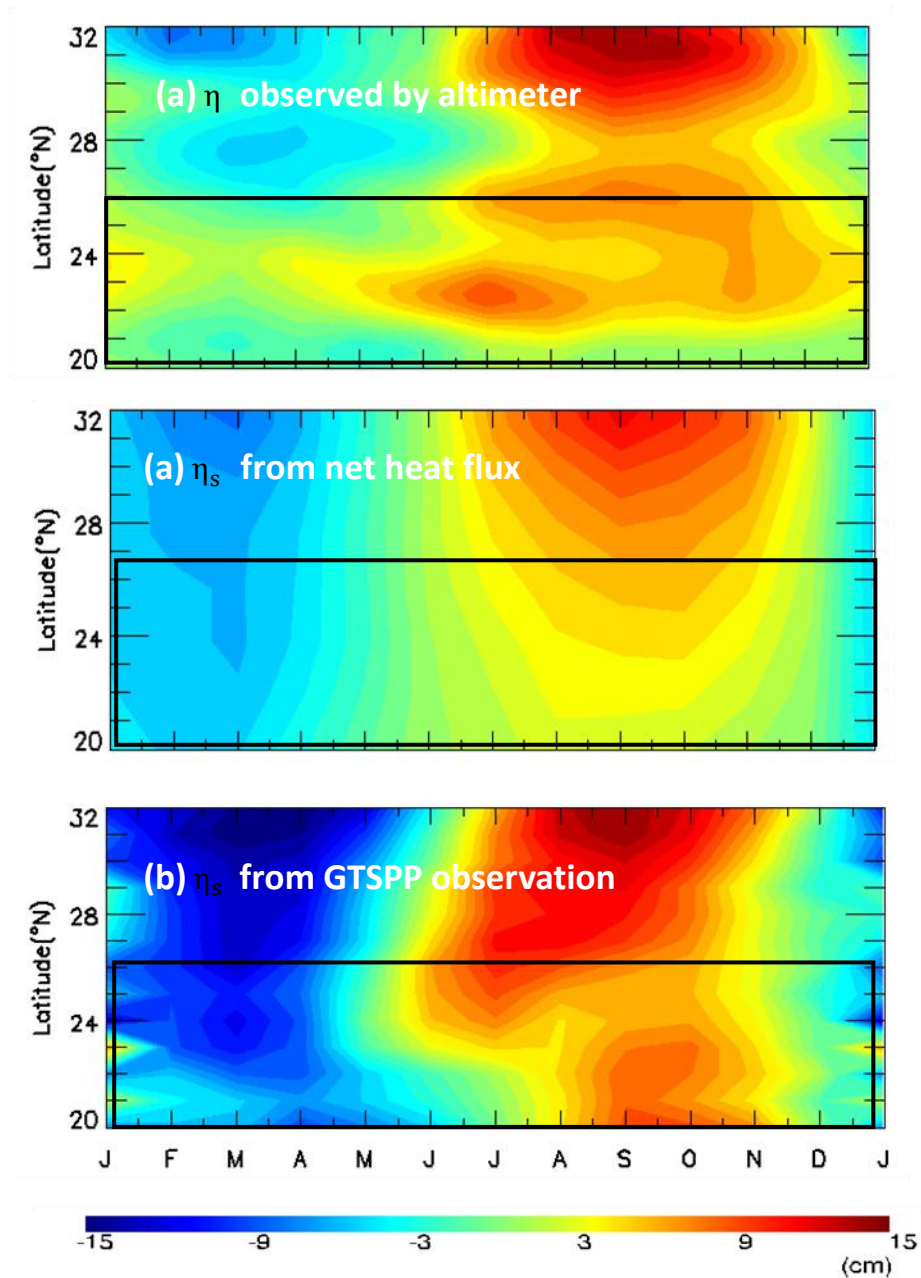 32
28
24
20
Latitude(°N)
(a) η observed by altimeter
32
28
24
20
Latitude(°N)
(a) ηs from net heat flux
32
28
24
20
Latitude(°N)
(b) ηs from GTSPP observation
J F M A M J J A S O N D J
-15 -9 -3 3 9 15
(cm)